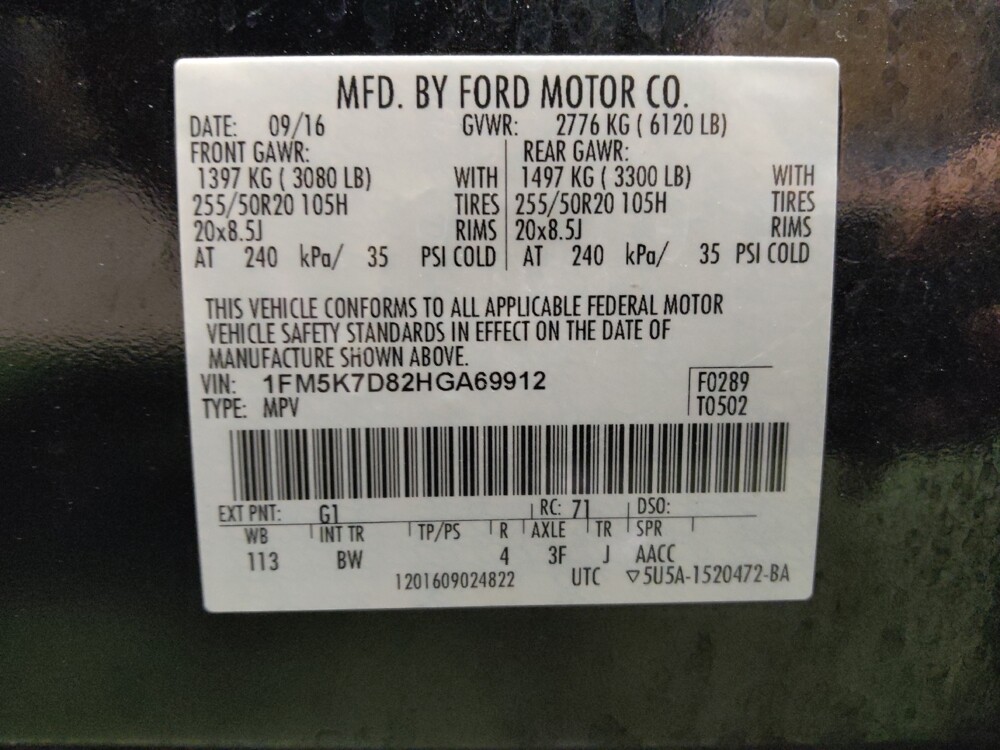 MFD. BY FORD MOTOR CO.
DATE: 09/16 GVWR: 2776 KG ( 6120 LB)
FRONT GAWR: REAR GAWR:
1397 KG ( 3080 LB) WITH 1497 KG ( 3300 LB) WITH
255/50R20 105H TIRES 255/50R20 105H TIRES
20x8.5J RIMS 20x8.5J RIMS
AT 240 kPa/ 35 PSI COLD AT 240 kPa/ 35 PSI COLD
THIS VEHICLE CONFORMS TO ALL APPLICABLE FEDERAL MOTOR
VEHICLE SAFETY STANDARDS IN EFFECT ON THE DATE OF
MANUFACTURE SHOWN ABOVE.
VIN: 1FM5K7D82HGA69912 F0289
TYPE: MPV T0502
EXT PNT: G1 RC: 71 DSO:
WB INT TR TP/PS R AXLE TR SPR
113 BW 4 3F J AACC
1201609024822 UTC ▽5U5A-1520472-BA